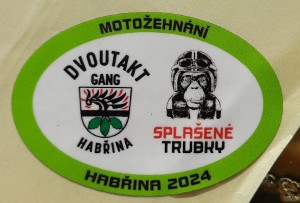 MOTOŽEHNÁNÍ
DVOUTAKT
GANG
HABŘINA
SPLAŠENÉ
TRUBKY
HABŘINA 2024